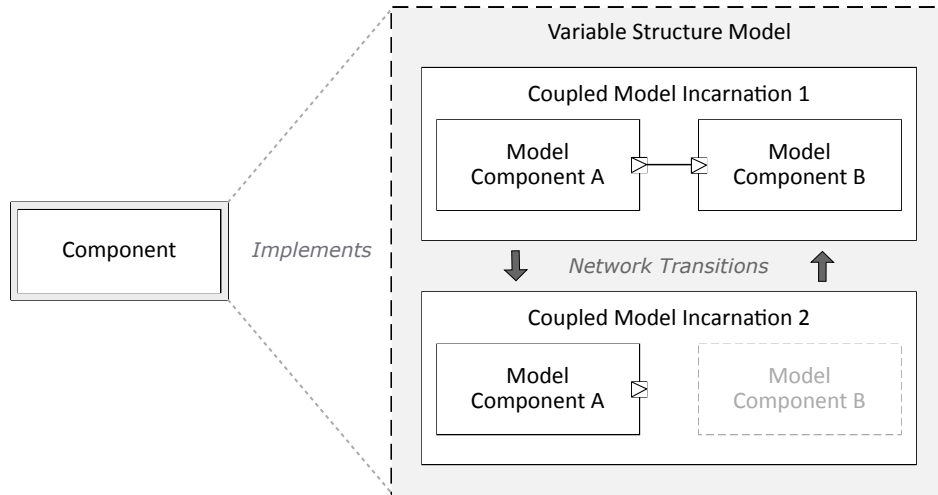 Variable Structure Model
Coupled Model Incarnation 1
Model
Component A
Model
Component B
Component
Implements
Network Transitions
Coupled Model Incarnation 2
Model
Component A
Model
Component B